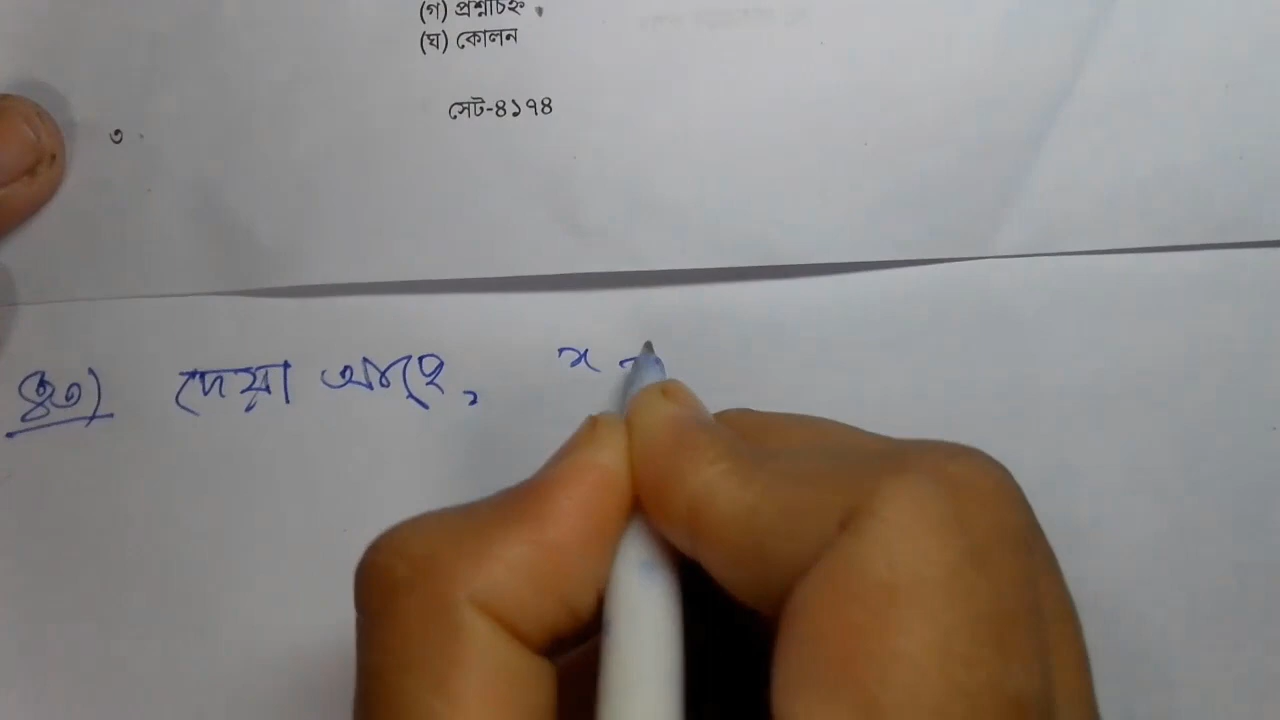 (গ) প্রশ্নচিহ্ন
(ঘ) কোলন
সেট-৪১৭৪
৩
৪৩) দেয়া আছে, x